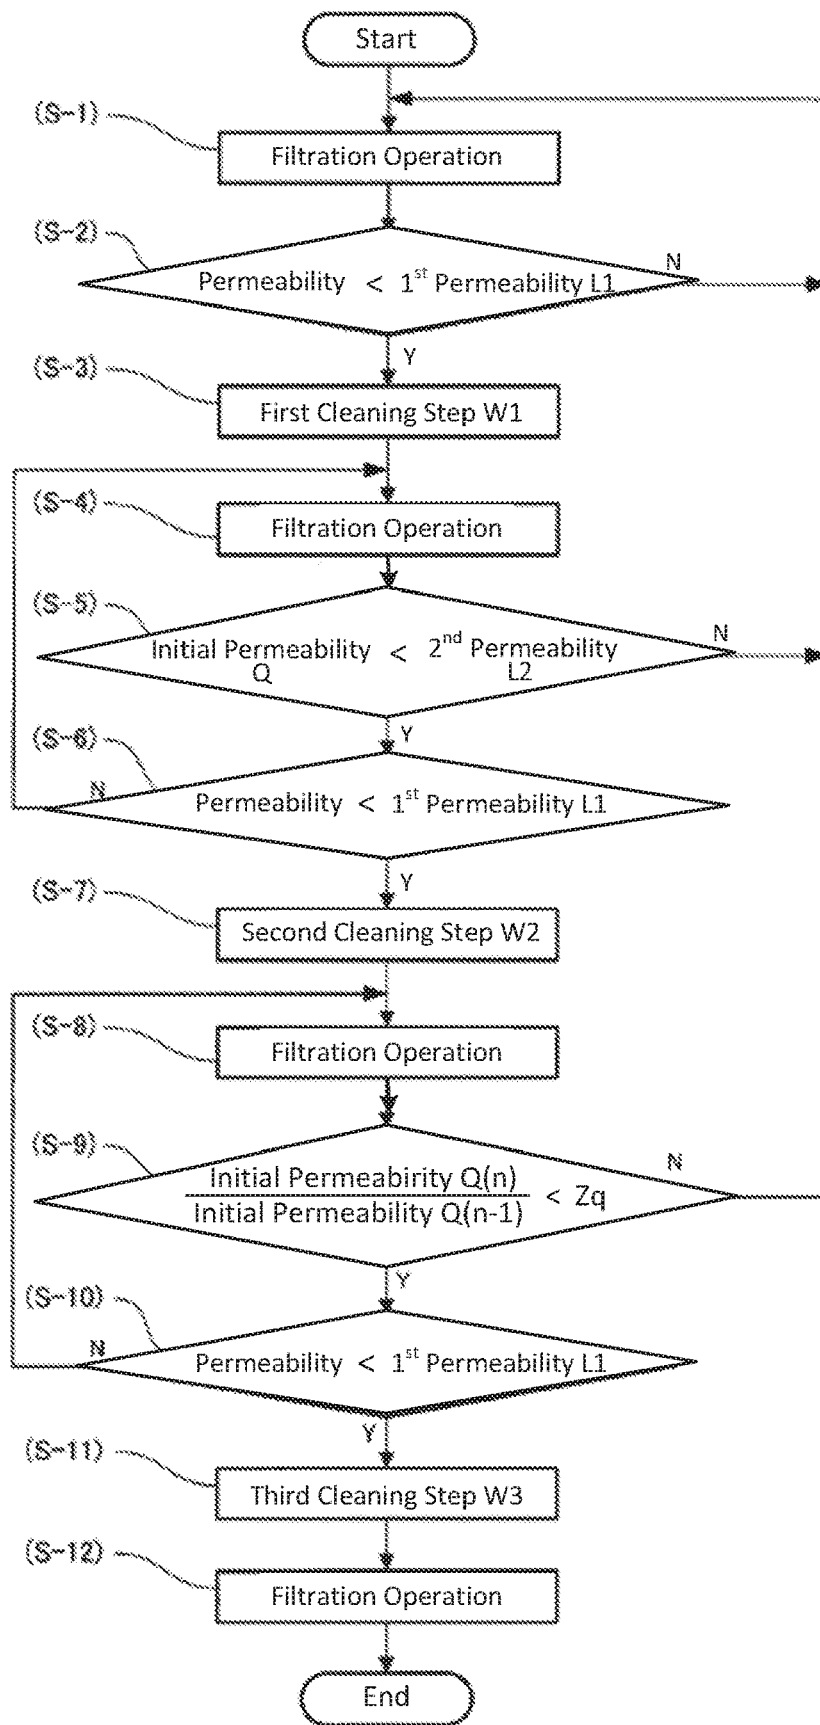 Start
(S-1)
Filtration Operation
(S-2)
Permeability < 1st Permeability L1
N
Y
(S-3)
First Cleaning Step W1
(S-4)
Filtration Operation
(S-5)
Initial Permeability < 2nd Permeability
Q L2
N
Y
(S-6)
N
Permeability < 1st Permeability L1
Y
(S-7)
Second Cleaning Step W2
(S-8)
Filtration Operation
(S-9)
N
Initial Permeabirity Q(n)
Initial Permeability Q(n-1)
< Zq
Y
(S-10)
N
Permeability < 1st Permeability L1
Y
(S-11)
Third Cleaning Step W3
(S-12)
Filtration Operation
End